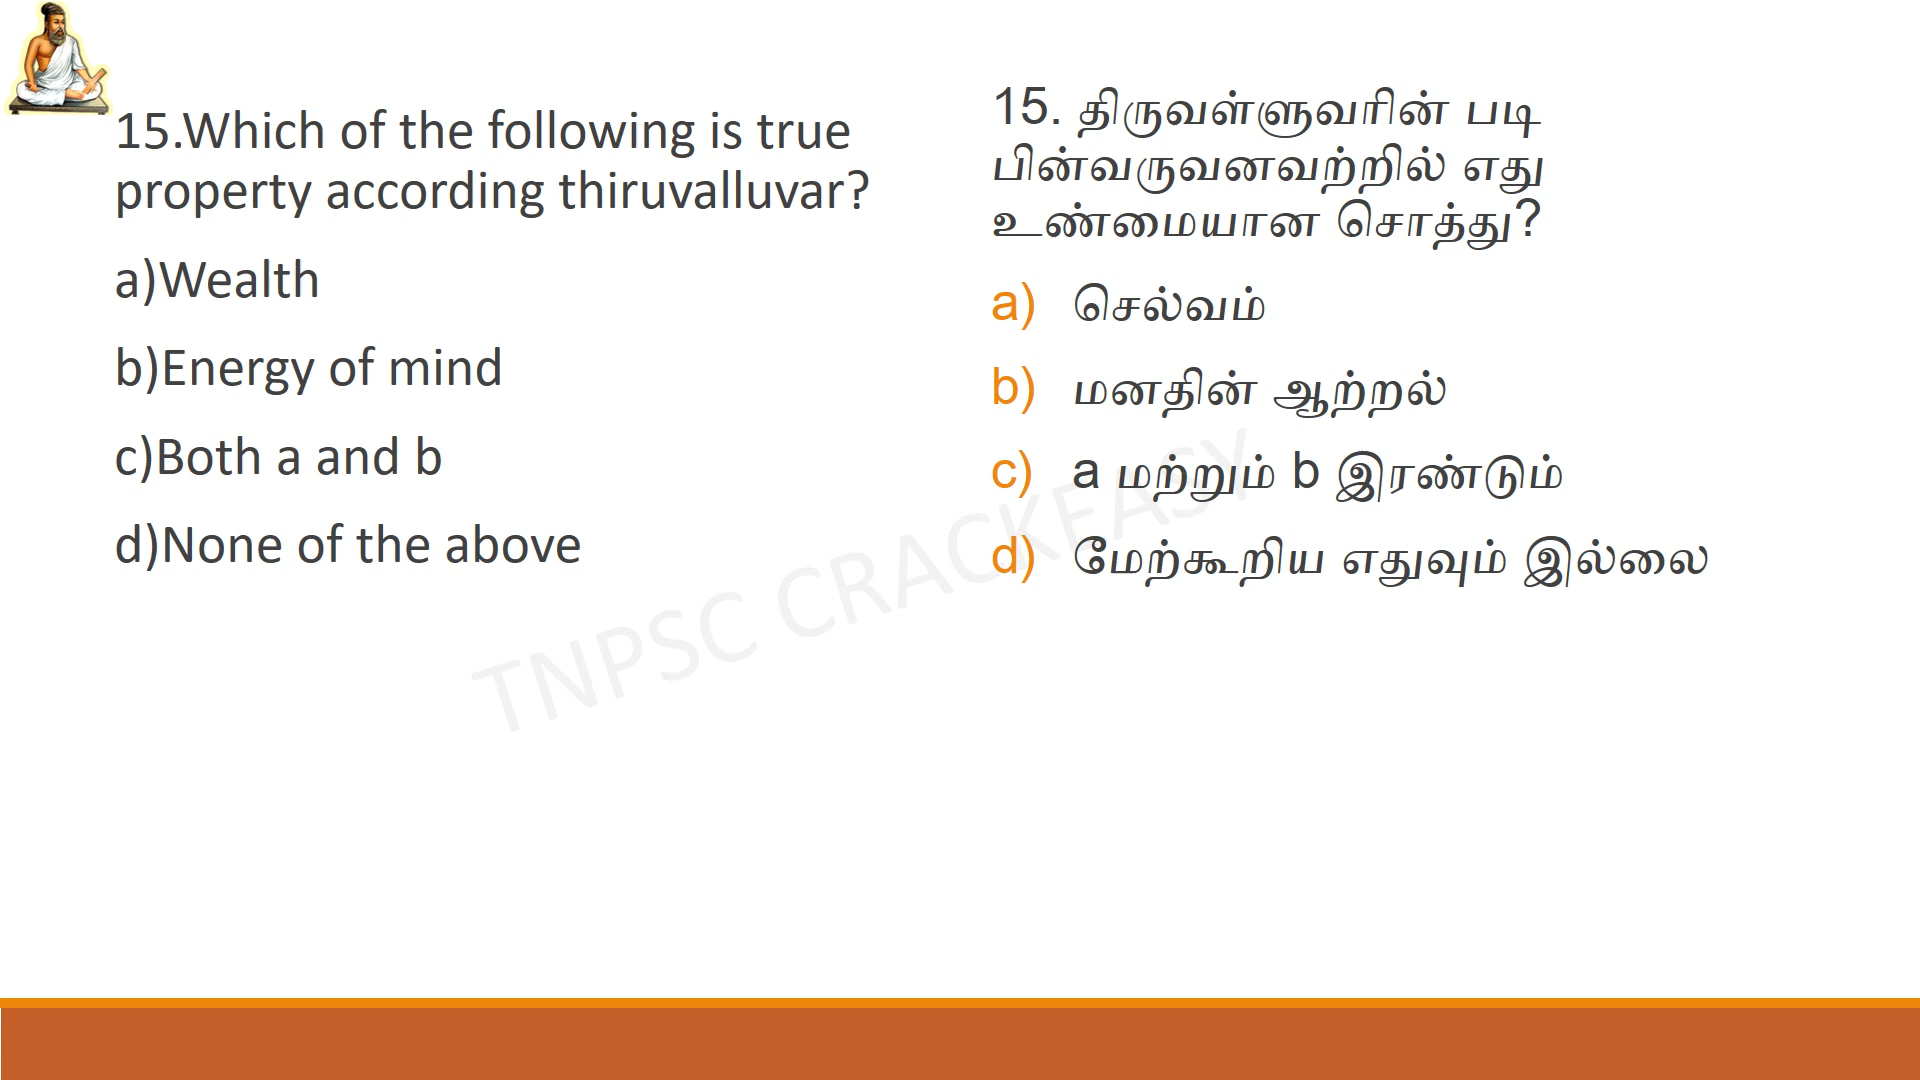 15.Which of the following is true
property according thiruvalluvar?
a)Wealth
b)Energy of mind
c)Both a and b
d)None of the above
15. திருவள்ளுவரின் படி
பின்வருவனவற்றில் எது
உண்மையான சொத்து?
a) செல்வம்
b) மனதின் ஆற்றல்
c) a மற்றும் b இரண்டும்
d) மேற்கூறிய எதுவும் இல்லை
TNPSC CRACKEASY